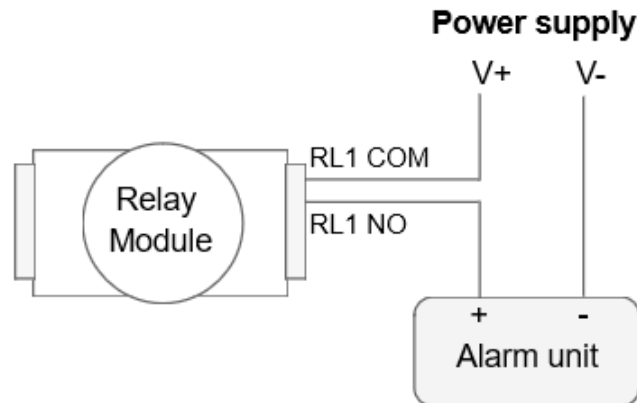 Power supply
V+ V-
RL1 COM
Relay
Module
RL1 NO
+ -
Alarm unit